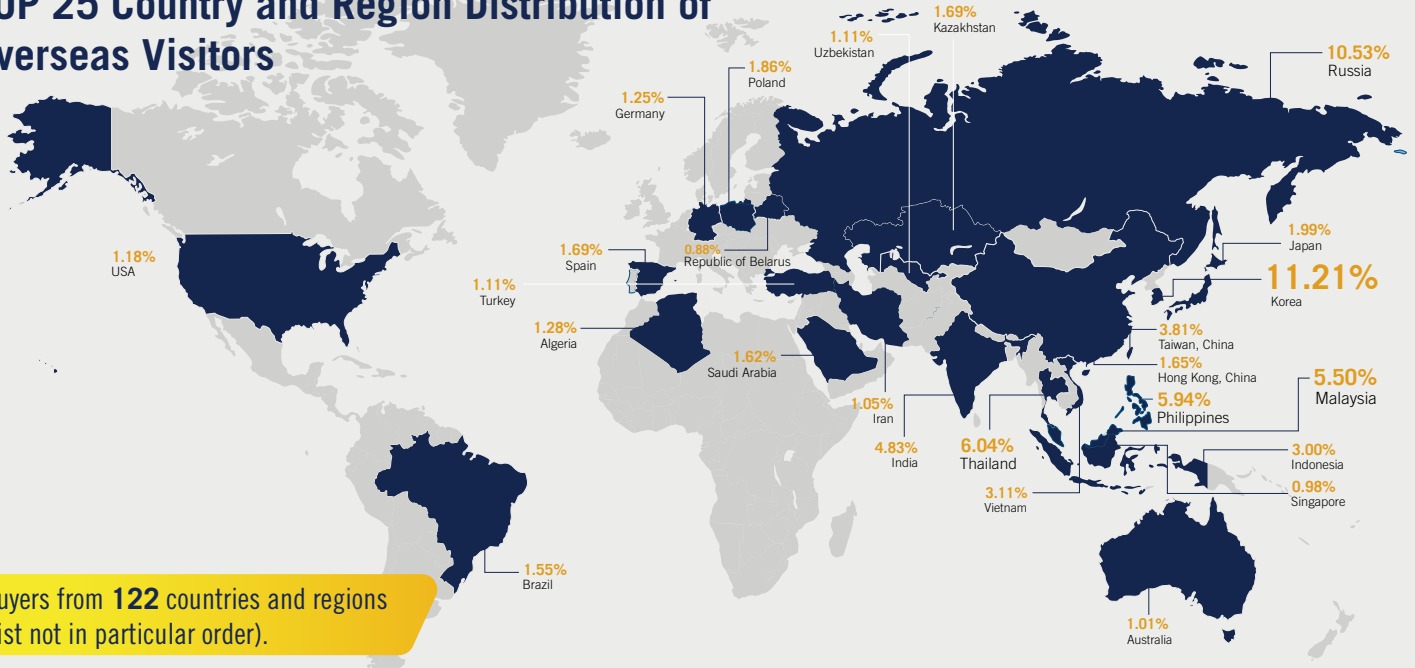 UP 25 Country and Region Distribution of
verseas Visitors
1.69%
Kazakhstan
1.11%
Uzbekistan
10.53%
Russia
1.86%
Poland
1.25%
Germany
1.18%
USA
1.69%
Spain
0.88%
Republic of Belarus
1.99%
Japan
11.21%
Korea
1.11%
Turkey
1.28%
Algeria
1.62%
Saudi Arabia
3.81%
Taiwan, China
1.65%
Hong Kong, China
5.50%
Malaysia
5.94%
Philippines
1.05%
Iran
4.83%
India
6.04%
Thailand
3.00%
Indonesia
3.11%
Vietnam
0.98%
Singapore
1.55%
Brazil
1.01%
Australia
uyers from 122 countries and regions
ist not in particular order).